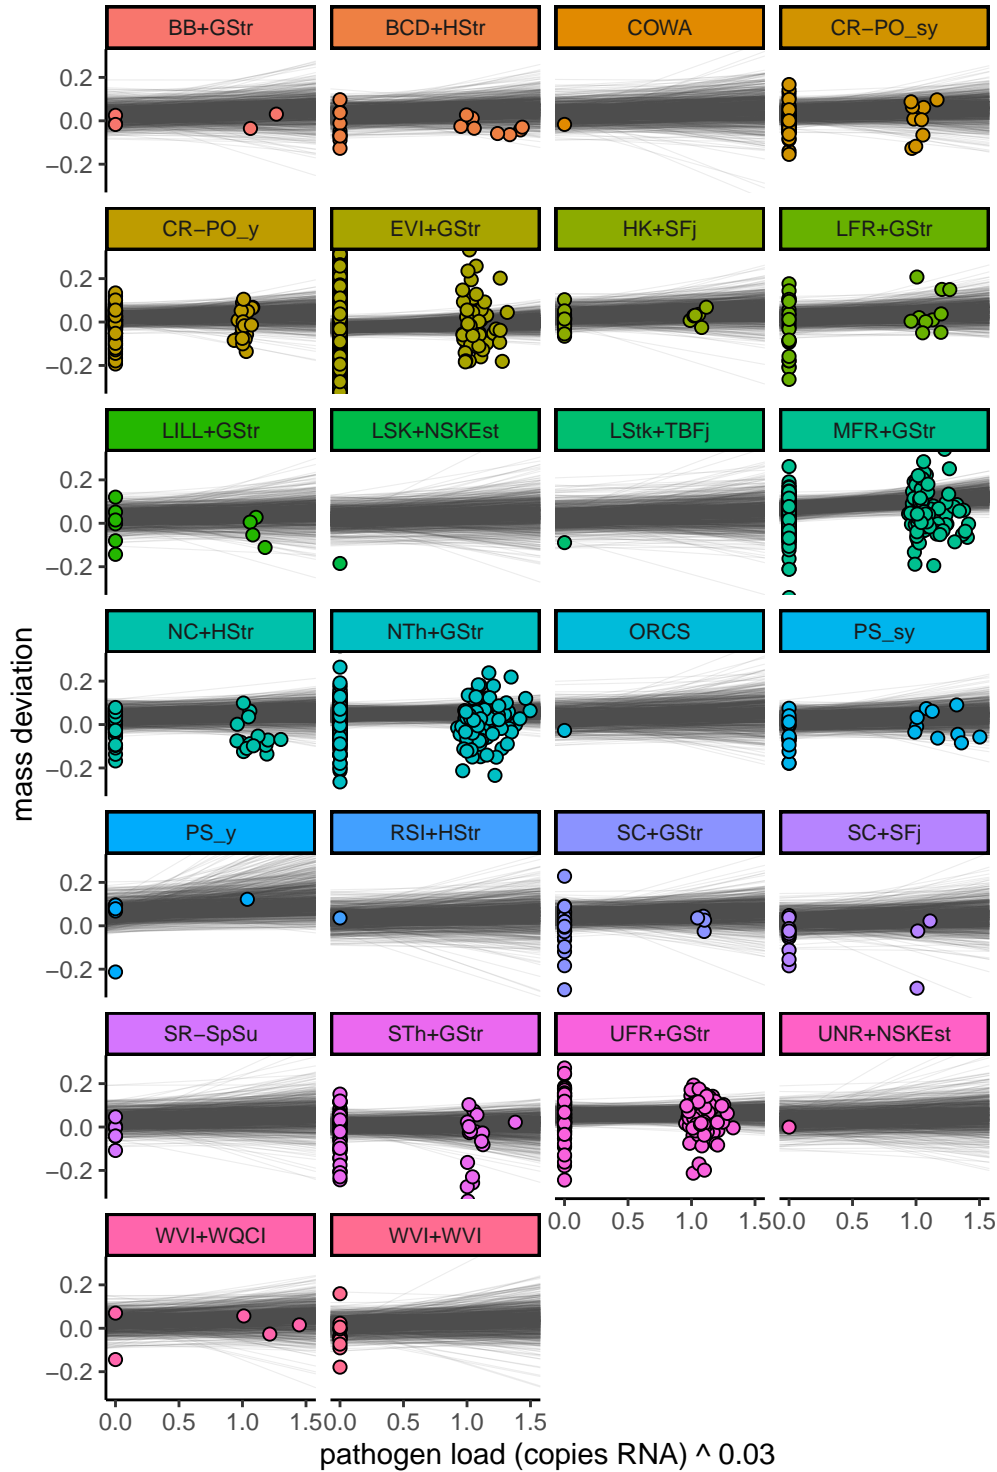 BB+GStr BCD+HStr COWA CR−PO_sy
0.2
0.0
−0.2
CR−PO_y EVI+GStr HK+SFj LFR+GStr
0.2
0.0
−0.2
LILL+GStr LSK+NSKEst LStk+TBFj MFR+GStr
0.2
0.0
−0.2
NC+HStr NTh+GStr ORCS PS_sy
0.2
0.0
−0.2
mass deviation
PS_y RSI+HStr SC+GStr SC+SFj
0.2
0.0
−0.2
SR−SpSu STh+GStr UFR+GStr UNR+NSKEst
0.2
0.0
−0.2
0.0 0.5 1.0 1.5 0.0 0.5 1.0 1.5
WVI+WQCI WVI+WVI
0.2
0.0
−0.2
0.0 0.5 1.0 1.5 0.0 0.5 1.0 1.5
pathogen load (copies RNA) ^ 0.03